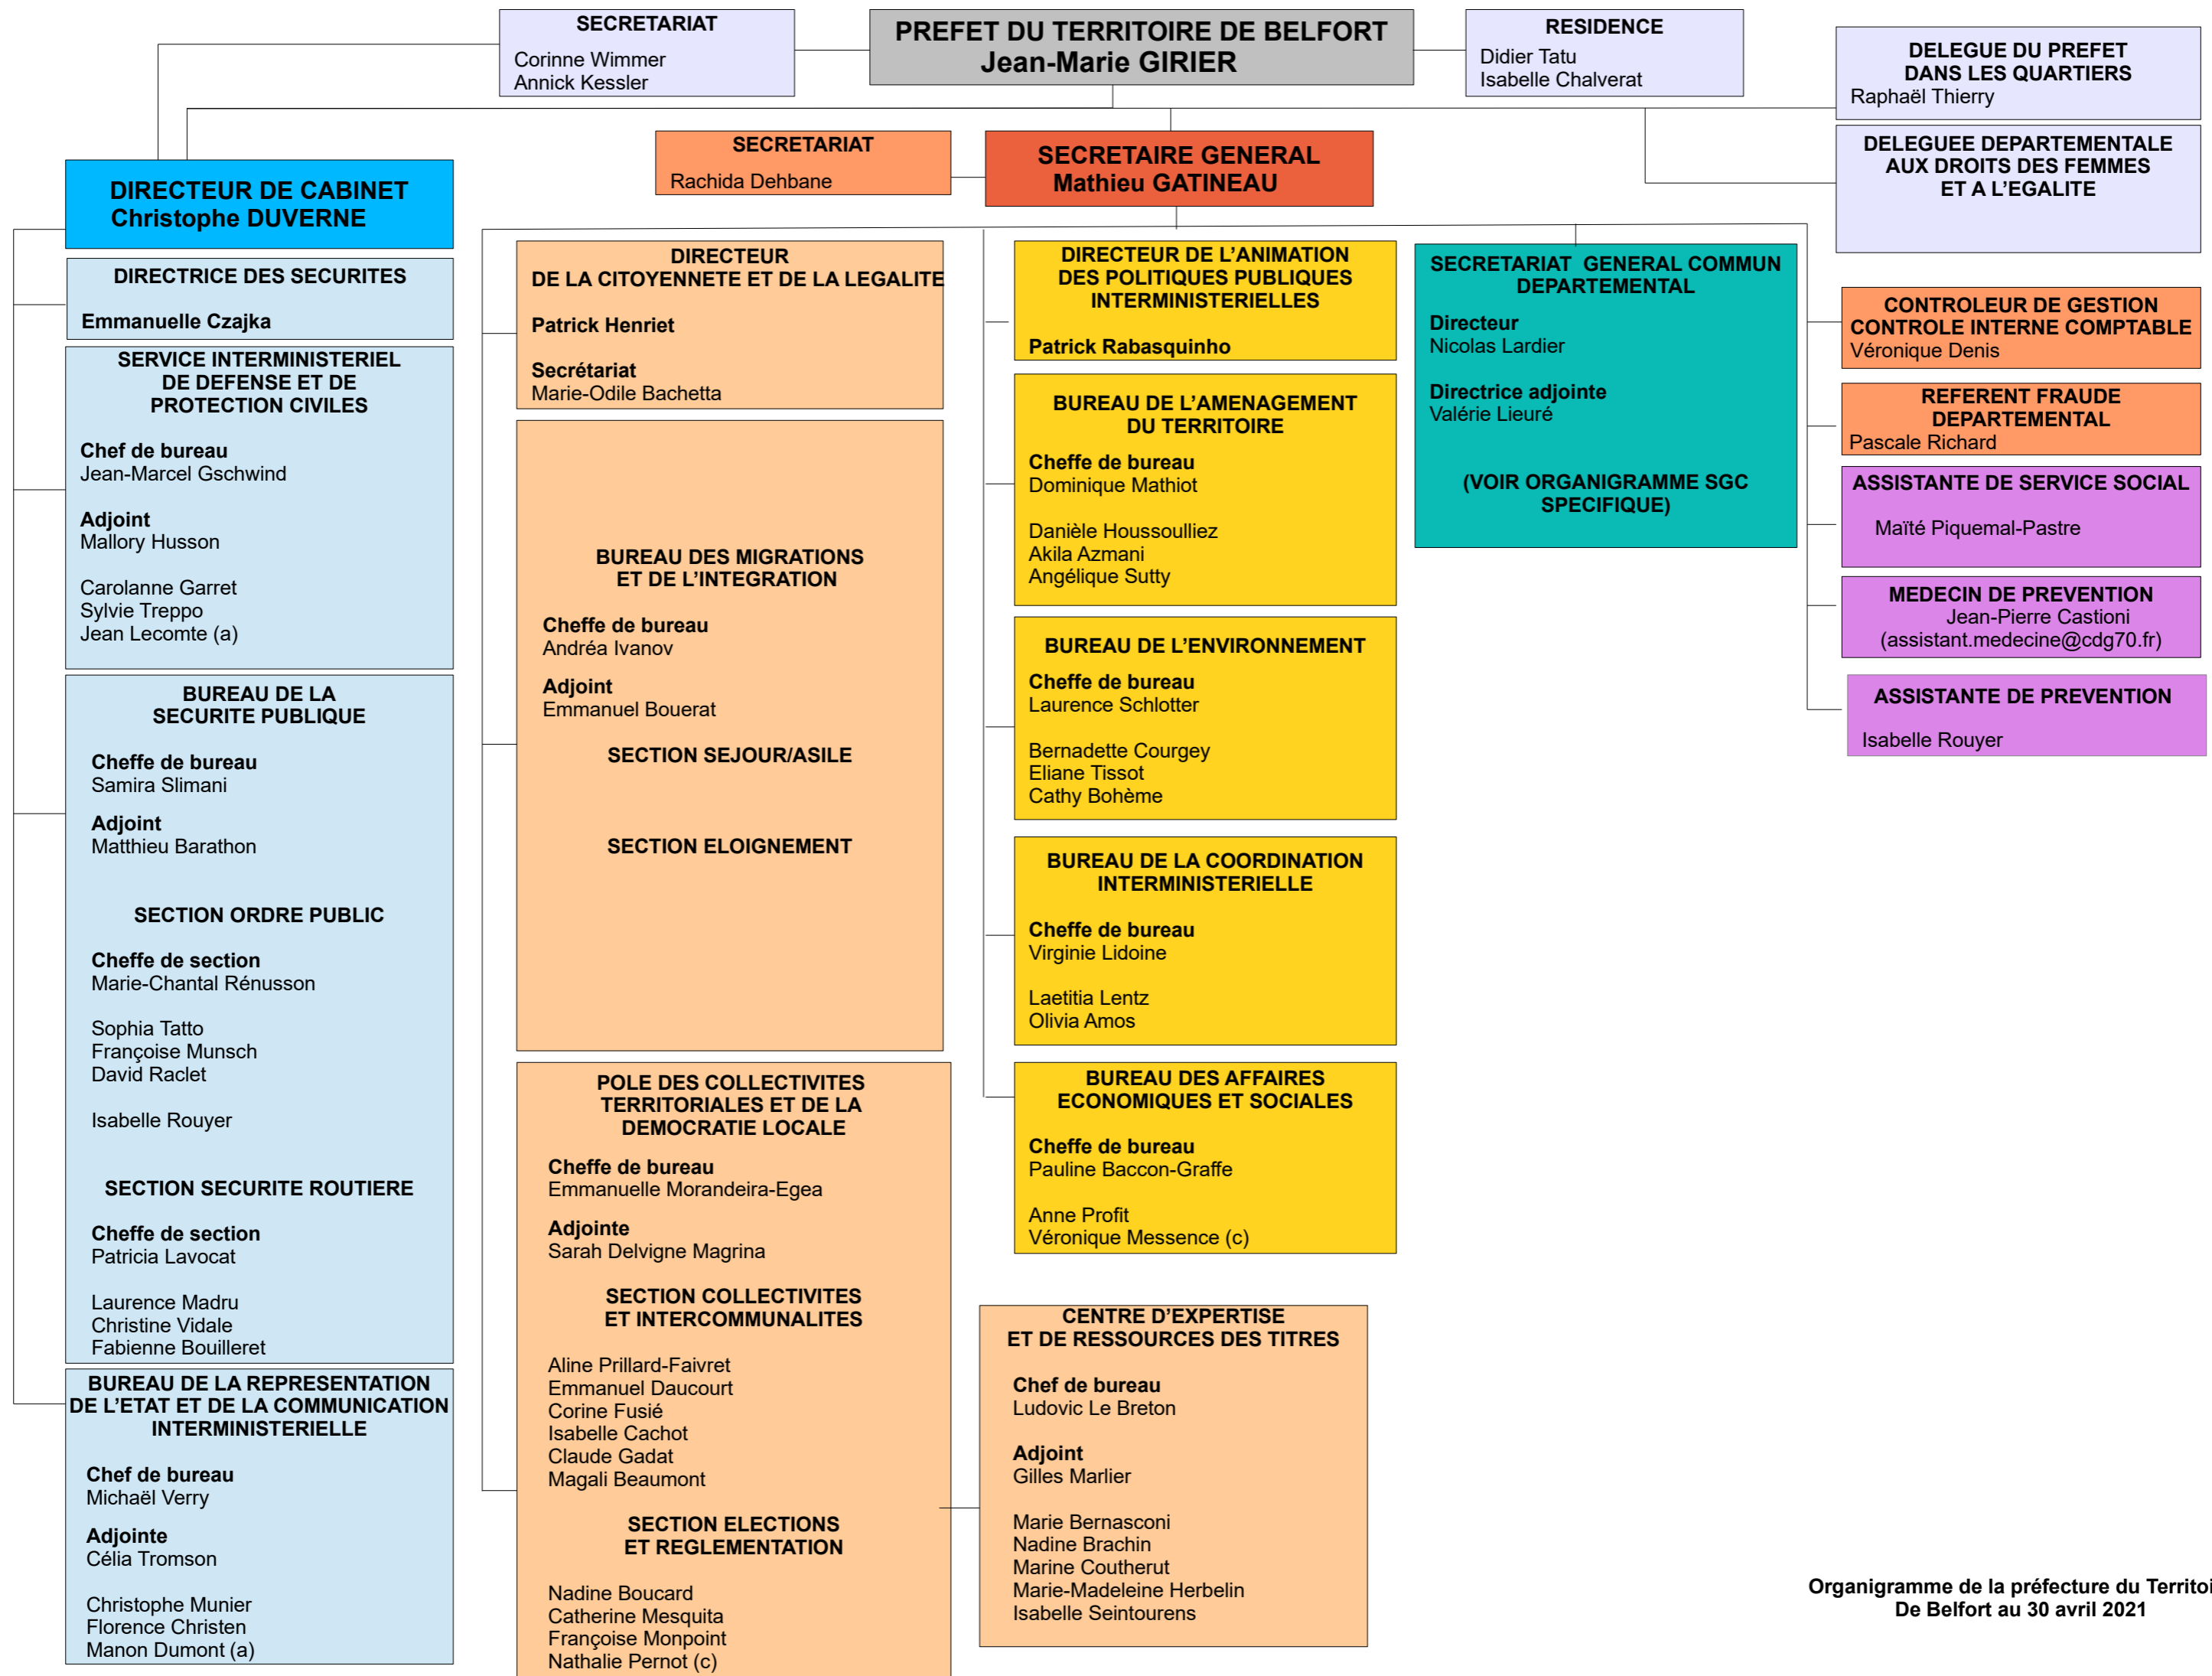 SECRETARIAT
Corinne Wimmer
Annick Kessler
PREFET DU TERRITOIRE DE BELFORT
Jean-Marie GIRIER
RESIDENCE
Didier Tatu
Isabelle Chalverat
DELEGUE DU PREFET
DANS LES QUARTIERS
Raphaël Thierry
DELEGUEE DEPARTEMENTALE
AUX DROITS DES FEMMES
ET A L'EGALITE
SECRETARIAT
Rachida Dehbane
SECRETAIRE GENERAL
Mathieu GATINEAU
DIRECTEUR DE CABINET
Christophe DUVERNE
DIRECTRICE DES SECURITES
Emmanuelle Czajka
SERVICE INTERMINISTERIEL
DE DEFENSE ET DE
PROTECTION CIVILES
Chef de bureau
Jean-Marcel Gschwind
Adjoint
Mallory Husson
Carolanne Garret
Sylvie Treppo
Jean Lecomte (a)
BUREAU DE LA
SECURITE PUBLIQUE
Cheffe de bureau
Samira Slimani
Adjoint
Matthieu Barathon
SECTION ORDRE PUBLIC
Cheffe de section
Marie-Chantal Rénusson
Sophia Tatto
Françoise Munsch
David Raclet
Isabelle Rouyer
SECTION SECURITE ROUTIERE
Cheffe de section
Patricia Lavocat
Laurence Madru
Christine Vidale
Fabienne Bouilleret
BUREAU DE LA REPRESENTATION
DE L'ETAT ET DE LA COMMUNICATION
INTERMINISTERIELLE
Chef de bureau
Michaël Verry
Adjointe
Célia Tromson
Christophe Munier
Florence Christen
Manon Dumont (a)
DIRECTEUR
DE LA CITOYENNETE ET DE LA LEGALITE
Patrick Henriet
Secrétariat
Marie-Odile Bachetta
BUREAU DES MIGRATIONS
ET DE L'INTEGRATION
Cheffe de bureau
Andréa Ivanov
Adjoint
Emmanuel Bouerat
SECTION SEJOUR/ASILE
SECTION ELOIGNEMENT
POLE DES COLLECTIVITES
TERRITORIALES ET DE LA
DEMOCRATIE LOCALE
Cheffe de bureau
Emmanuelle Morandeira-Egea
Adjointe
Sarah Delvigne Magrina
SECTION COLLECTIVITES
ET INTERCOMMUNALITES
Aline Prillard-Faivret
Emmanuel Daucourt
Corine Fusié
Isabelle Cachot
Claude Gadat
Magali Beaumont
SECTION ELECTIONS
ET REGLEMENTATION
Nadine Boucard
Catherine Mesquita
Françoise Monpoint
Nathalie Pernot (c)
DIRECTEUR DE L'ANIMATION
DES POLITIQUES PUBLIQUES
INTERMINISTERIELLES
Patrick Rabasquinho
BUREAU DE L'AMENAGEMENT
DU TERRITOIRE
Cheffe de bureau
Dominique Mathiot
Danièle Houssoulliez
Akila Azmani
Angélique Sutty
BUREAU DE L'ENVIRONNEMENT
Cheffe de bureau
Laurence Schlotter
Bernadette Courgey
Eliane Tissot
Cathy Bohème
BUREAU DE LA COORDINATION
INTERMINISTERIELLE
Cheffe de bureau
Virginie Lidoine
Laetitia Lentz
Olivia Amos
BUREAU DES AFFAIRES
ECONOMIQUES ET SOCIALES
Cheffe de bureau
Pauline Baccon-Graffe
Anne Profit
Véronique Messence (c)
CENTRE D'EXPERTISE
ET DE RESSOURCES DES TITRES
Chef de bureau
Ludovic Le Breton
Adjoint
Gilles Marlier
Marie Bernasconi
Nadine Brachin
Marine Coutherut
Marie-Madeleine Herbelin
Isabelle Seintourens
SECRETARIAT GENERAL COMMUN
DEPARTEMENTAL
Directeur
Nicolas Lardier
Directrice adjointe
Valérie Lieuré
(VOIR ORGANIGRAMME SGC
SPECIFIQUE)
CONTROLEUR DE GESTION
CONTROLE INTERNE COMPTABLE
Véronique Denis
REFERENT FRAUDE
DEPARTEMENTAL
Pascale Richard
ASSISTANTE DE SERVICE SOCIAL
Maïté Piquemal-Pastre
MEDECIN DE PREVENTION
Jean-Pierre Castioni
(assistant.medecine@cdg70.fr)
ASSISTANTE DE PREVENTION
Isabelle Rouyer
Organigramme de la préfecture du Territoi
De Belfort au 30 avril 2021